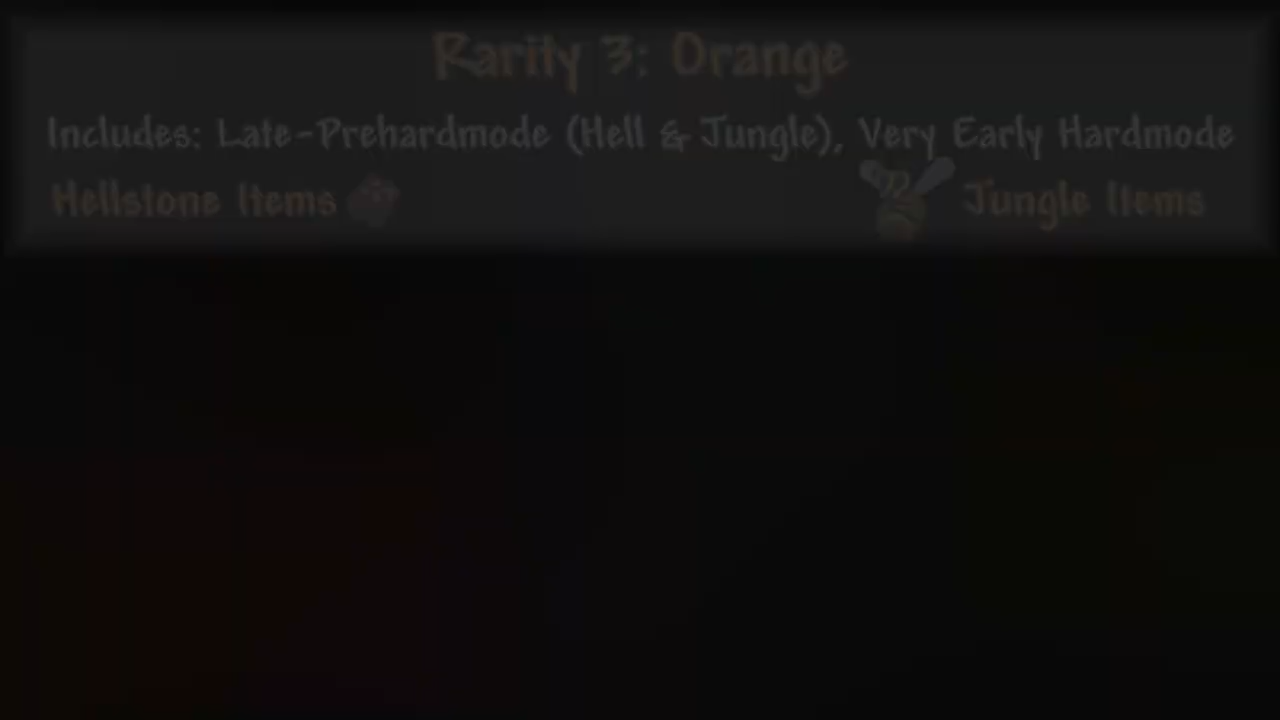 Rarity 3: Orange
Includes: Late-Prehardmode (Hell & Jungle), Very Early Hardmode
Hellstone Items Jungle Items